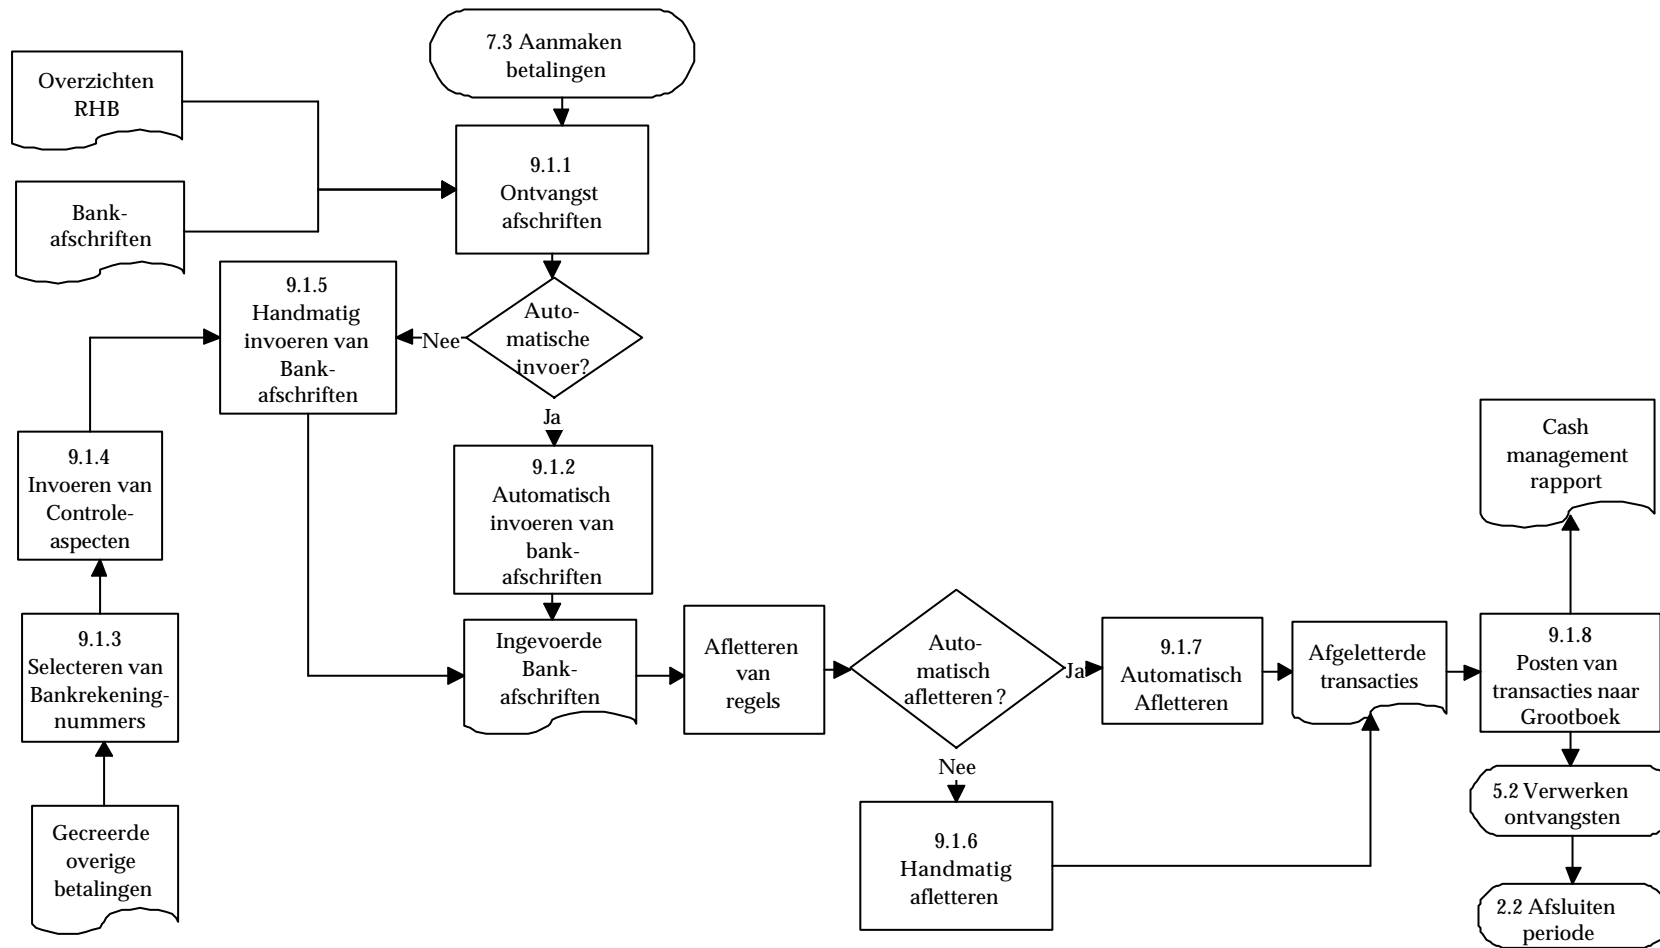 7.3 Aanmaken
betalingen
Overzichten
RHB
Bank-
afschriften
9.1.1
Ontvangst
afschriften
9.1.5
Handmatig
invoeren van
Bank-
afschriften
Nee
Auto-
matische
invoer?
Ja
9.1.2
Automatisch
invoeren van
bank-
afschriften
9.1.4
Invoeren van
Controle-
aspecten
9.1.3
Selecteren van
Bankrekening-
nummers
Gecreerde
overige
betalingen
Ingevoerde
Bank-
afschriften
Afletteren
van
regels
Auto-
matisch
afletteren ?
Ja
Nee
9.1.7
Automatisch
Afletteren
9.1.6
Handmatig
afletteren
Afgeletterde
transacties
Cash
management
rapport
9.1.8
Posten van
transacties naar
Grootboek
5.2 Verwerken
ontvangsten
2.2 Afsluiten
periode